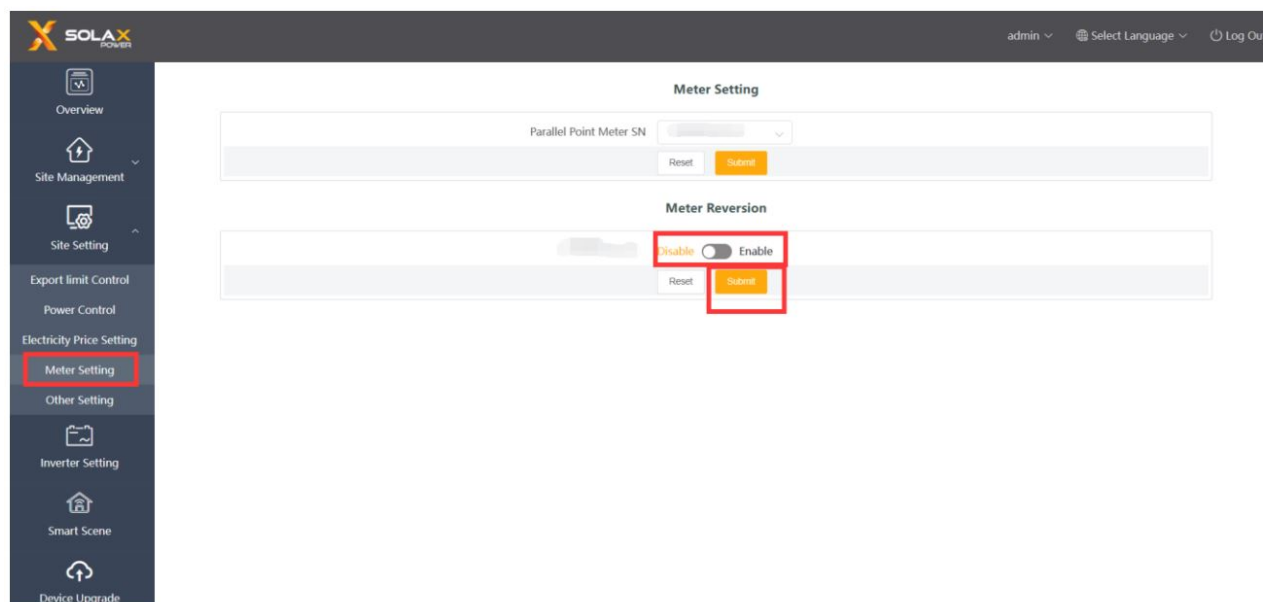 SOLAX
POWER
admin
Select Language
Log Ou
Overview
Site Management
Site Setting
Export limit Control
Power Control
Electricity Price Setting
Meter Setting
Other Setting
Inverter Setting
Smart Scene
Device Upgrade
Meter Setting
Parallel Point Meter SN
Reset Submit
Meter Reversion
Disable Enable
Reset Submit